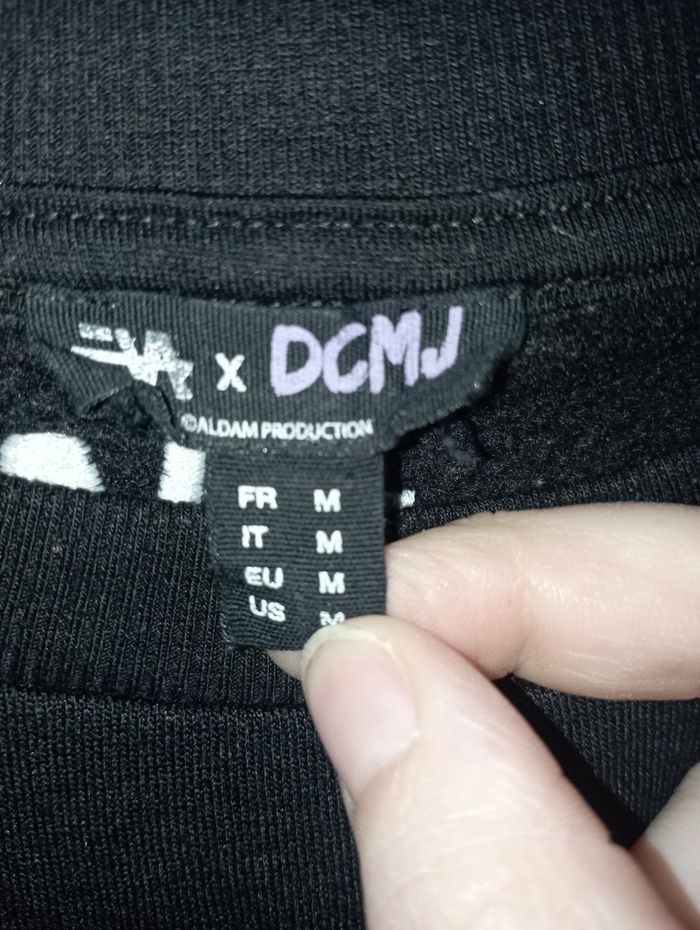 X DCMJ
©ALDAM PRODUCTION
FR M
IT M
EU M
US M